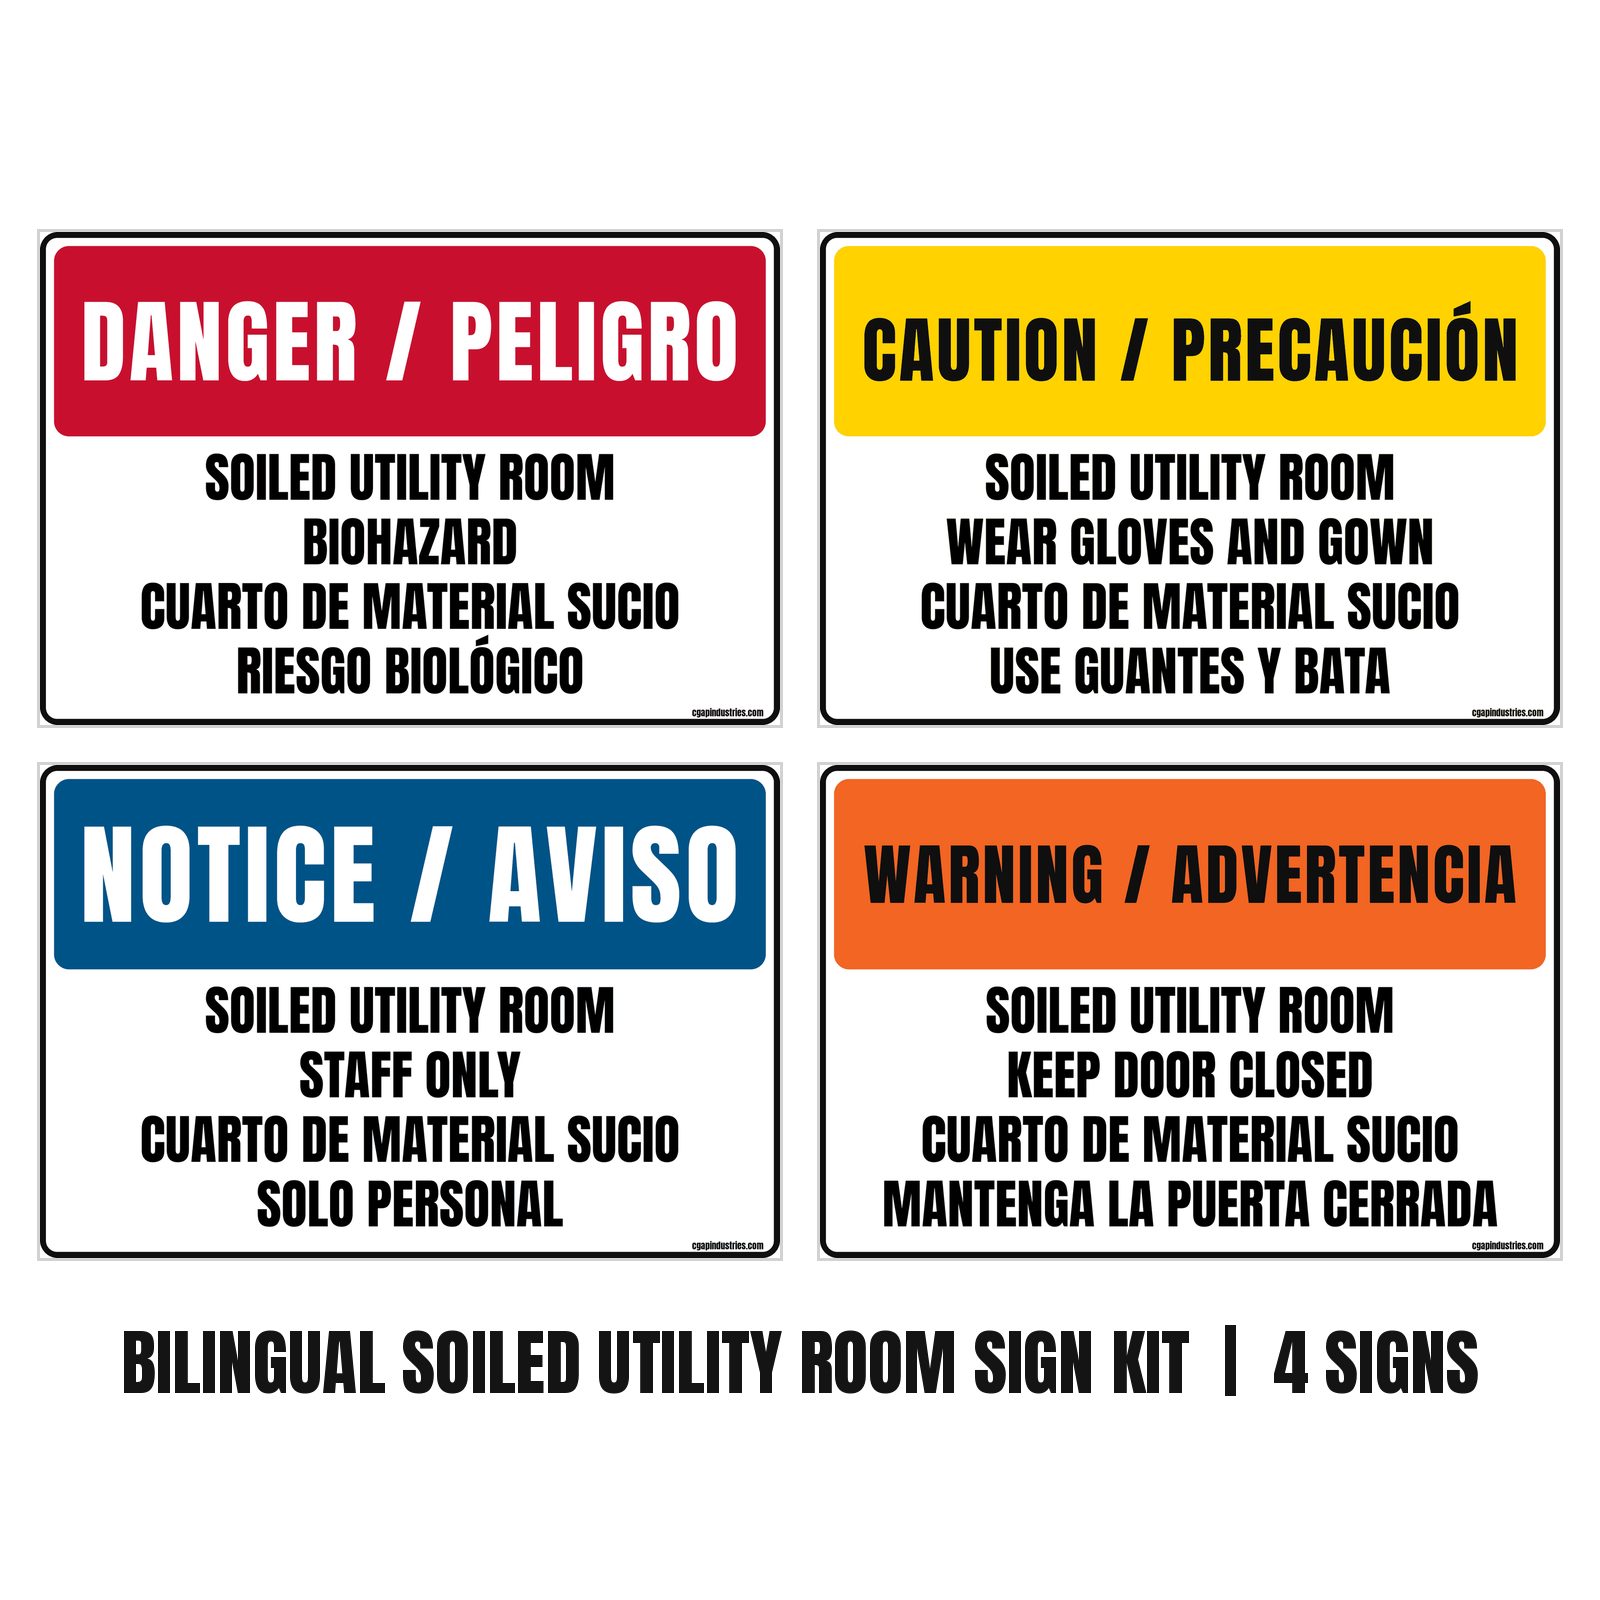 DANGER / PELIGRO
SOILED UTILITY ROOM
BIOHAZARD
CUARTO DE MATERIAL SUCIO
RIESGO BIOLÓGICO
cgapindustries.com
CAUTION / PRECAUCIÓN
SOILED UTILITY ROOM
WEAR GLOVES AND GOWN
CUARTO DE MATERIAL SUCIO
USE GUANTES Y BATA
cgapindustries.com
NOTICE / AVISO
SOILED UTILITY ROOM
STAFF ONLY
CUARTO DE MATERIAL SUCIO
SOLO PERSONAL
cgapindustries.com
WARNING / ADVERTENCIA
SOILED UTILITY ROOM
KEEP DOOR CLOSED
CUARTO DE MATERIAL SUCIO
MANTENGA LA PUERTA CERRADA
cgapindustries.com
BILINGUAL SOILED UTILITY ROOM SIGN KIT | 4 SIGNS